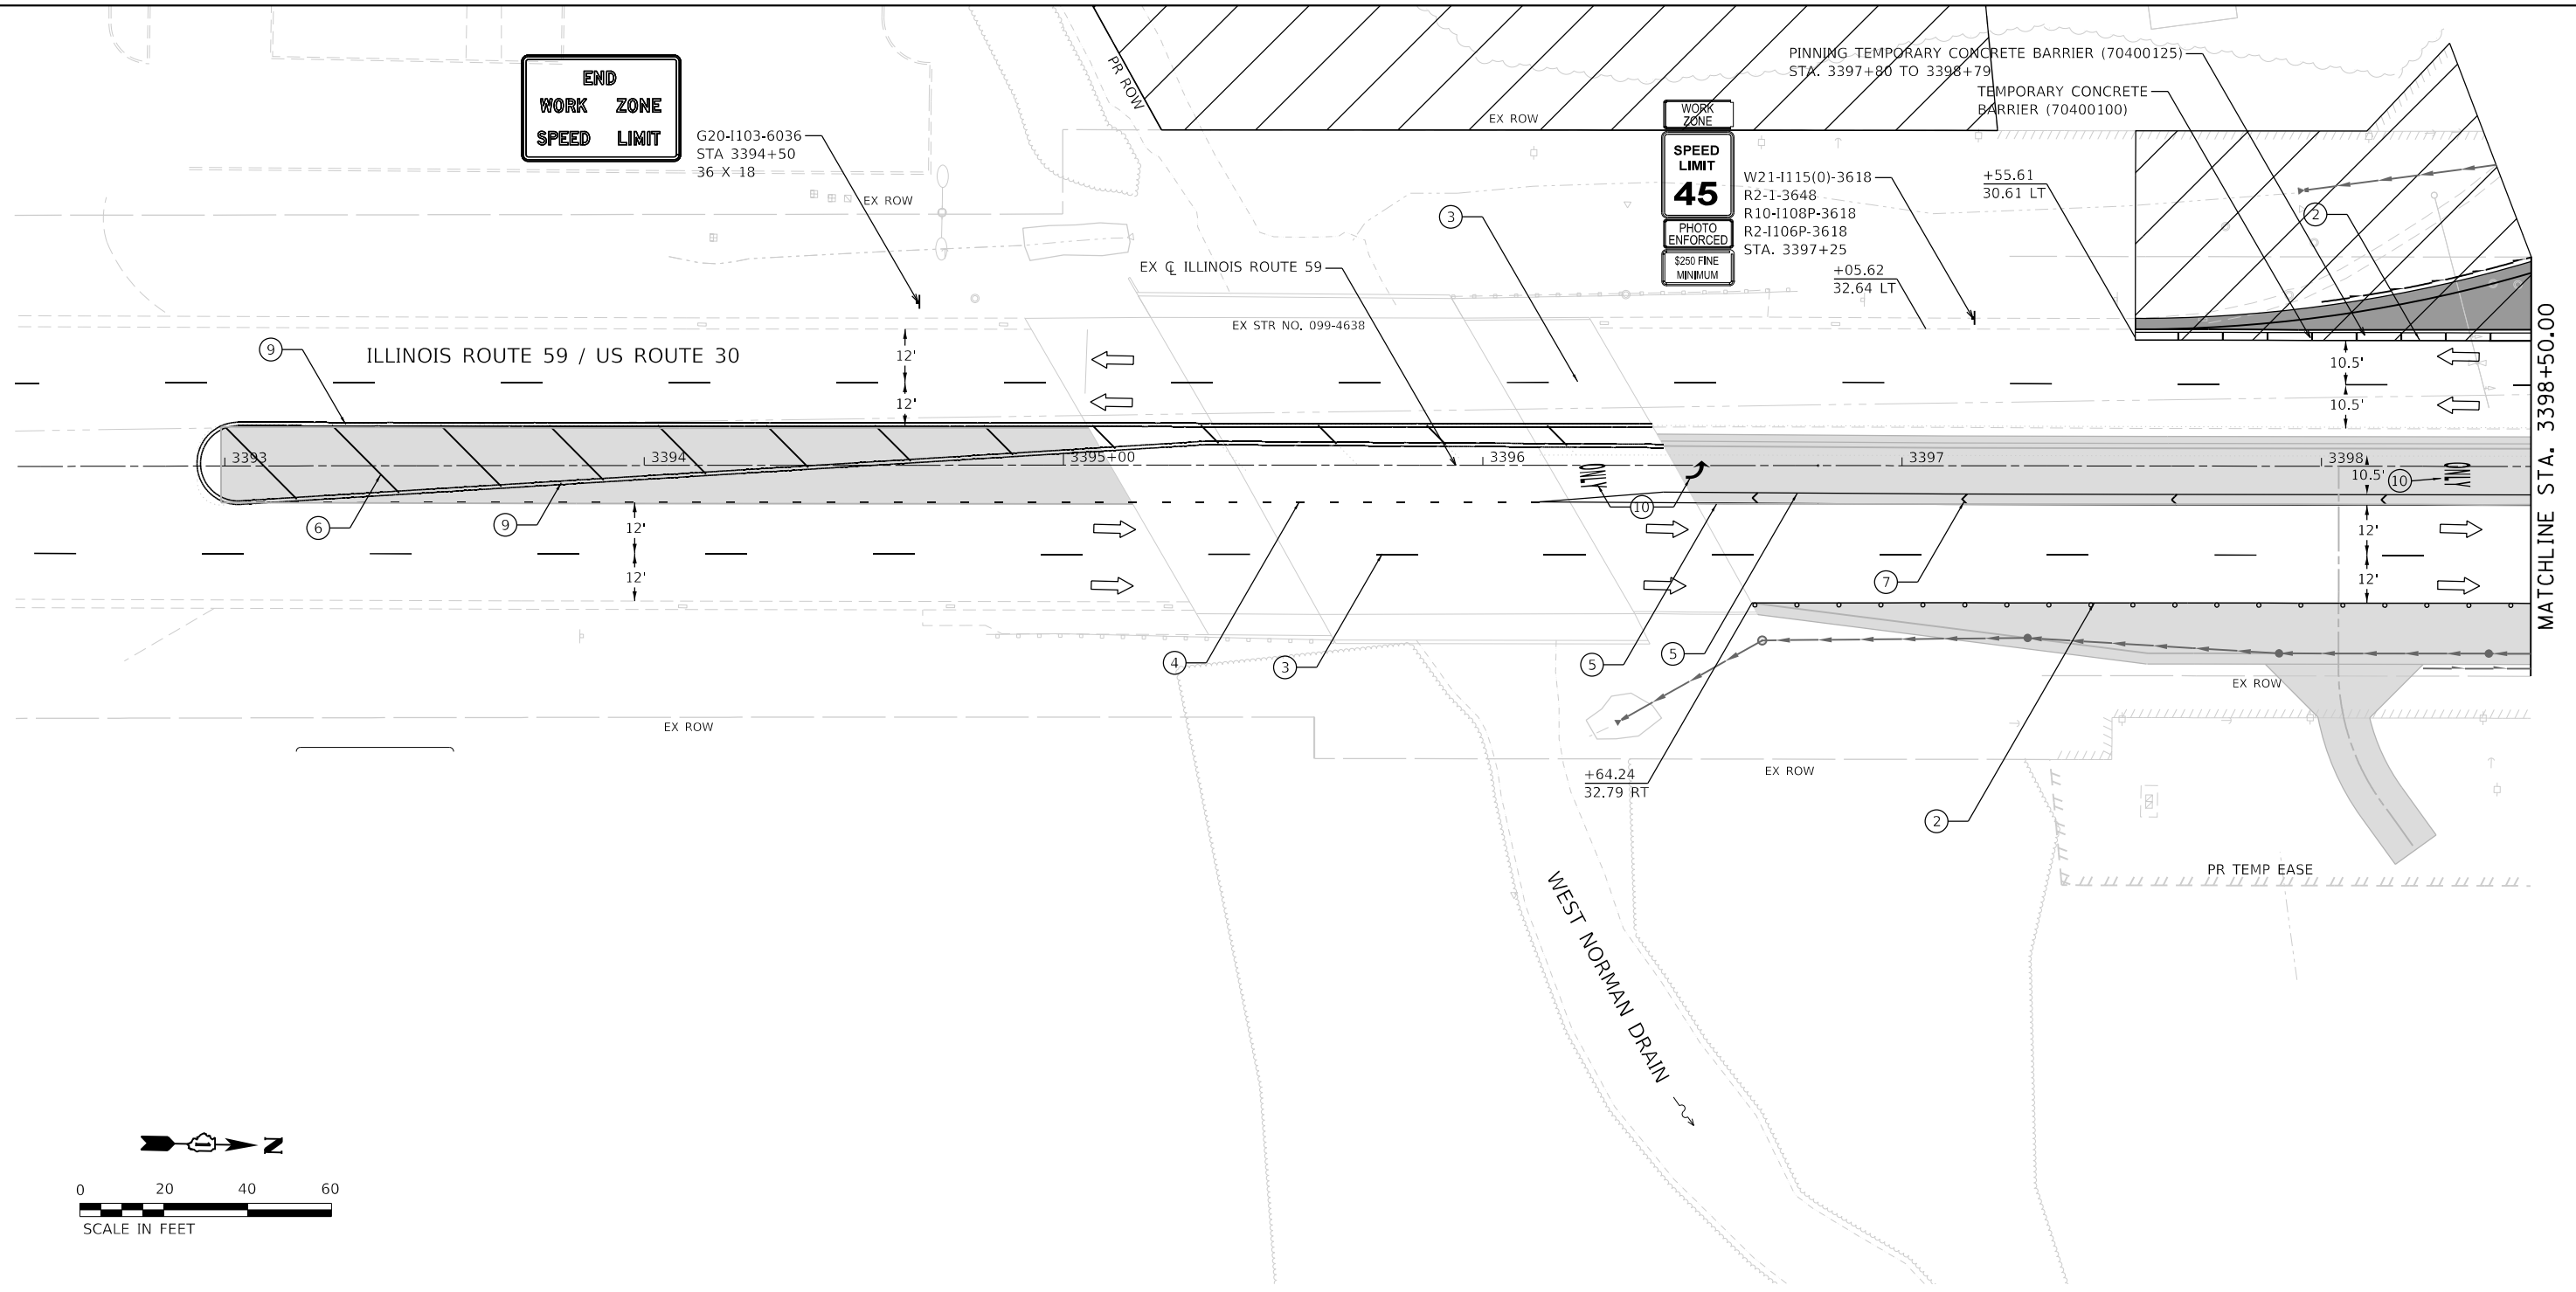 END
WORK ZONE
SPEED LIMIT
G20-I103-6036
STA 3394+50
36 X 18
EX ROW
PR ROW
EX ROW
PINNING TEMPORARY CONCRETE BARRIER (70400125)
STA. 3397+80 TO 3398+79
TEMPORARY CONCRETE
BARRIER (70400100)
WORK
ZONE
SPEED
LIMIT
45
PHOTO
ENFORCED
$250 FINE
MINIMUM
W21-I115(0)-3618
R2-1-3648
R10-I108P-3618
R2-I106P-3618
STA. 3397+25
+05.62
32.64 LT
+55.61
30.61 LT
2
3
EX ℄ ILLINOIS ROUTE 59
EX STR NO. 099-4638
9
ILLINOIS ROUTE 59 / US ROUTE 30
12'
12'
10.5'
10.5'
3393
3394
3395+00
3396
3397
3398
ONLY
10
10.5'
10
ONLY
6
9
12'
12'
12'
12'
7
4
3
5
5
MATCHLINE STA. 3398+50.00
EX ROW
EX ROW
EX ROW
+64.24
32.79 RT
2
PR TEMP EASE
WEST NORMAN DRAIN
N
0 20 40 60
SCALE IN FEET